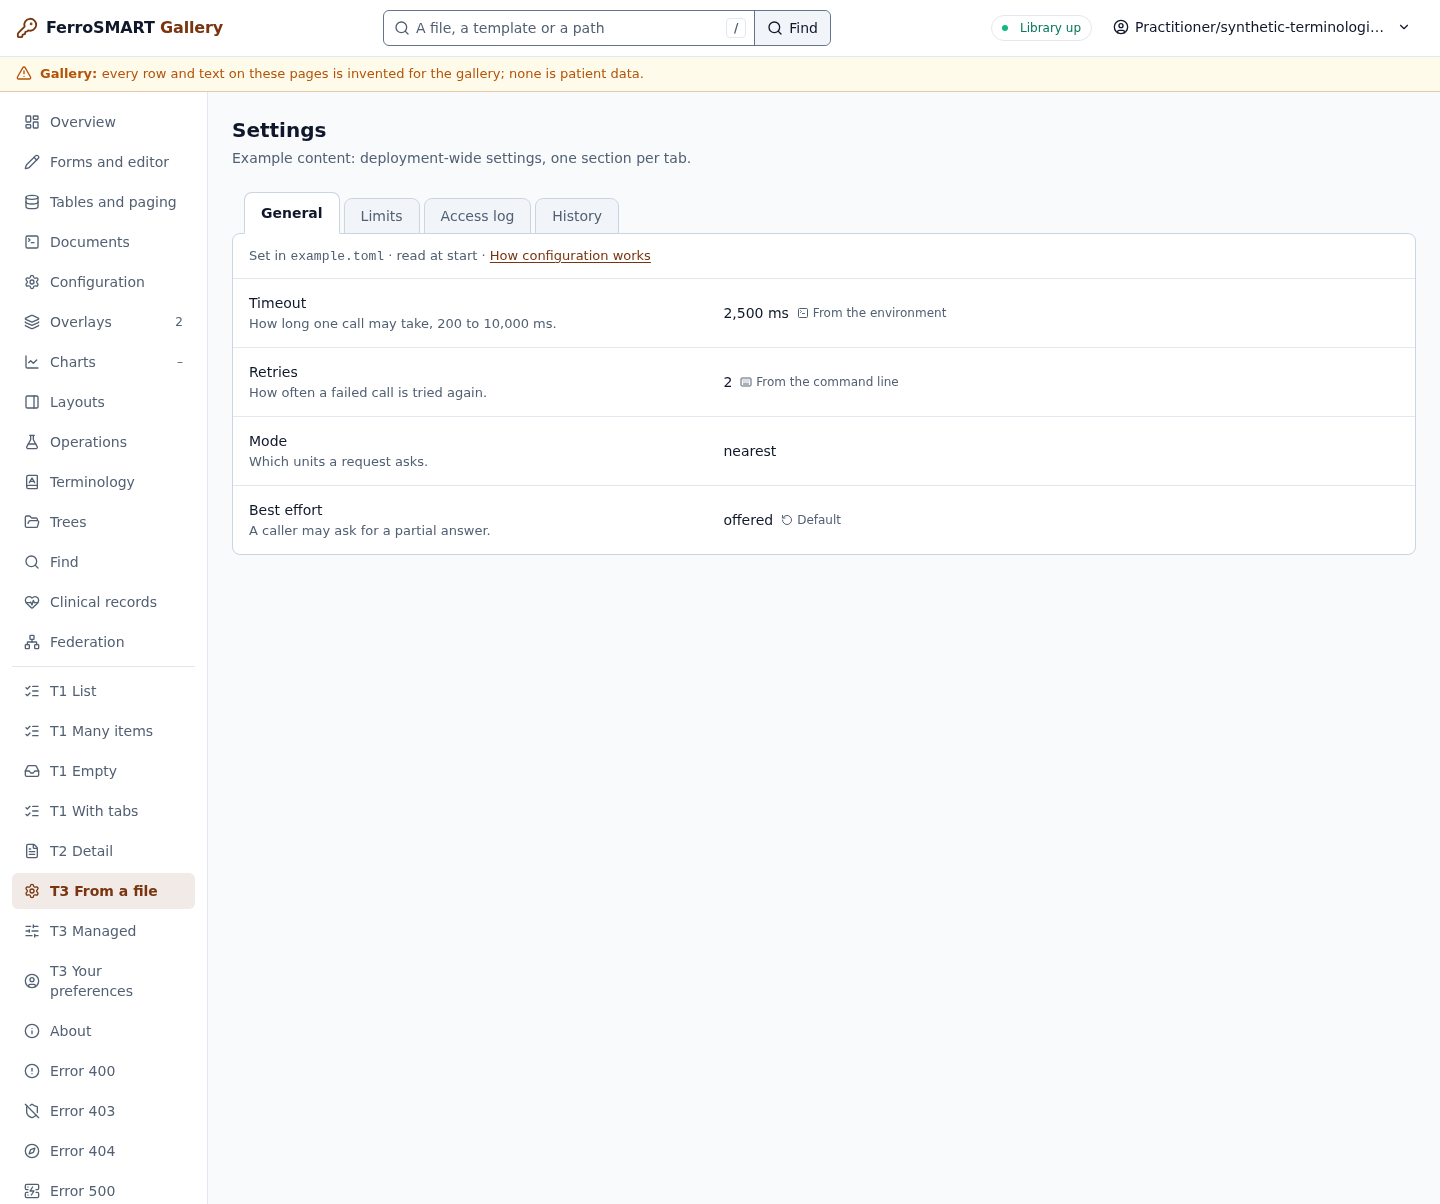 FerroSMART Gallery
A file, a template or a path
/
Find
Library up
Practitioner/synthetic-terminologi…
Gallery: every row and text on these pages is invented for the gallery; none is patient data.
Overview
Forms and editor
Tables and paging
Documents
Configuration
Overlays 2
Charts –
Layouts
Operations
Terminology
Trees
Find
Clinical records
Federation
T1 List
T1 Many items
T1 Empty
T1 With tabs
T2 Detail
T3 From a file
T3 Managed
T3 Your
preferences
About
Error 400
Error 403
Error 404
Error 500
Settings
Example content: deployment-wide settings, one section per tab.
General
Limits
Access log
History
Set in example.toml · read at start · How configuration works
Timeout
How long one call may take, 200 to 10,000 ms.
2,500 ms From the environment
Retries
How often a failed call is tried again.
2 From the command line
Mode
Which units a request asks.
nearest
Best effort
A caller may ask for a partial answer.
offered Default